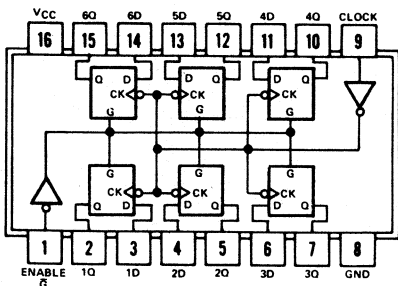 VCC 6Q 6D 5D 5Q 4D 4Q CLOCK
16 15 14 13 12 11 10 9
Q D D Q D Q
CK CK CK
G G G
G G G
CK CK CK
Q D D Q D Q
1 2 3 4 5 6 7 8
ENABLE 1Q 1D 2D 2Q 3D 3Q GND
G̅